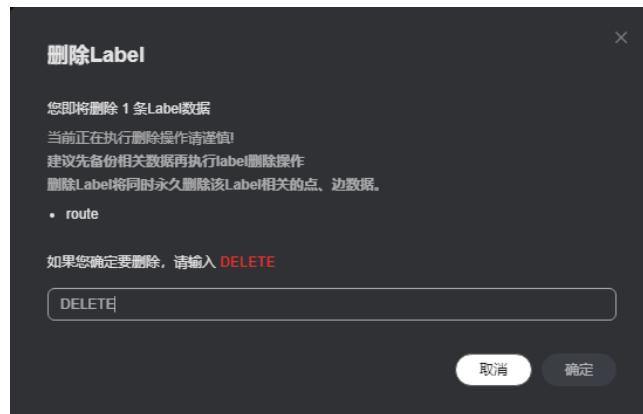 删除Label
您即将删除 1 条Label数据
当前正在执行删除操作请谨慎!
建议先备份相关数据再执行label删除操作
删除Label将同时永久删除该Label相关的点、边数据。
• route
如果您确定要删除，请输入 DELETE
DELETE
取消 确定